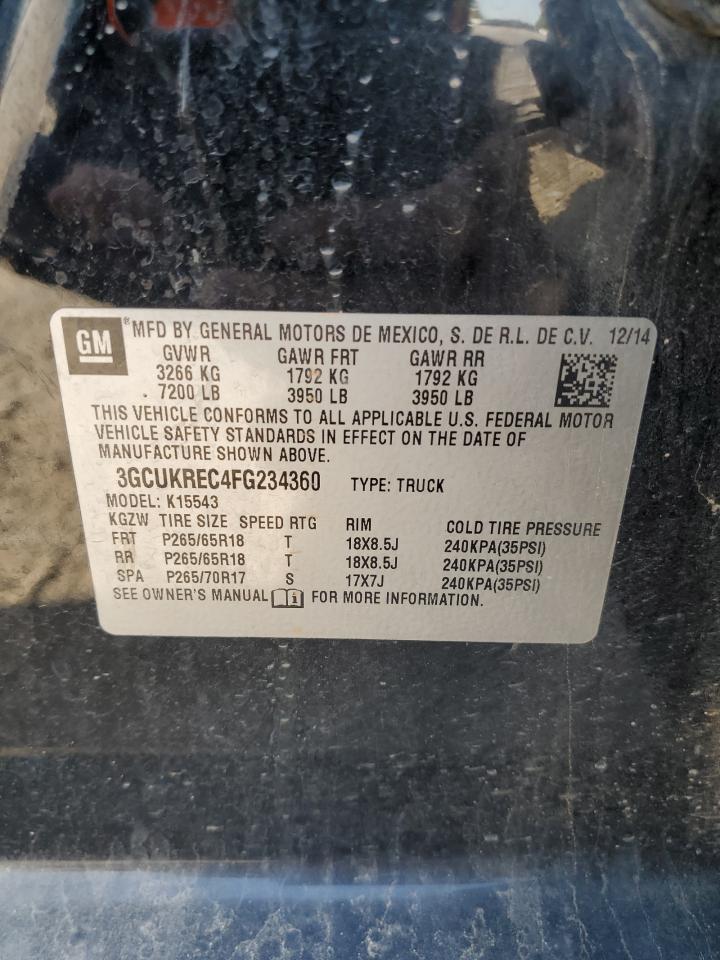 GM ® MFD BY GENERAL MOTORS DE MEXICO, S. DE R.L. DE C.V. 12/14
GVWR GAWR FRT GAWR RR
3266 KG 1792 KG 1792 KG
7200 LB 3950 LB 3950 LB
THIS VEHICLE CONFORMS TO ALL APPLICABLE U.S. FEDERAL MOTOR
VEHICLE SAFETY STANDARDS IN EFFECT ON THE DATE OF
MANUFACTURE SHOWN ABOVE.
3GCUKREC4FG234360 TYPE: TRUCK
MODEL: K15543
KGZW TIRE SIZE SPEED RTG RIM COLD TIRE PRESSURE
FRT P265/65R18 T 18X8.5J 240KPA(35PSI)
RR P265/65R18 T 18X8.5J 240KPA(35PSI)
SPA P265/70R17 S 17X7J 240KPA(35PSI)
SEE OWNER'S MANUAL i FOR MORE INFORMATION.